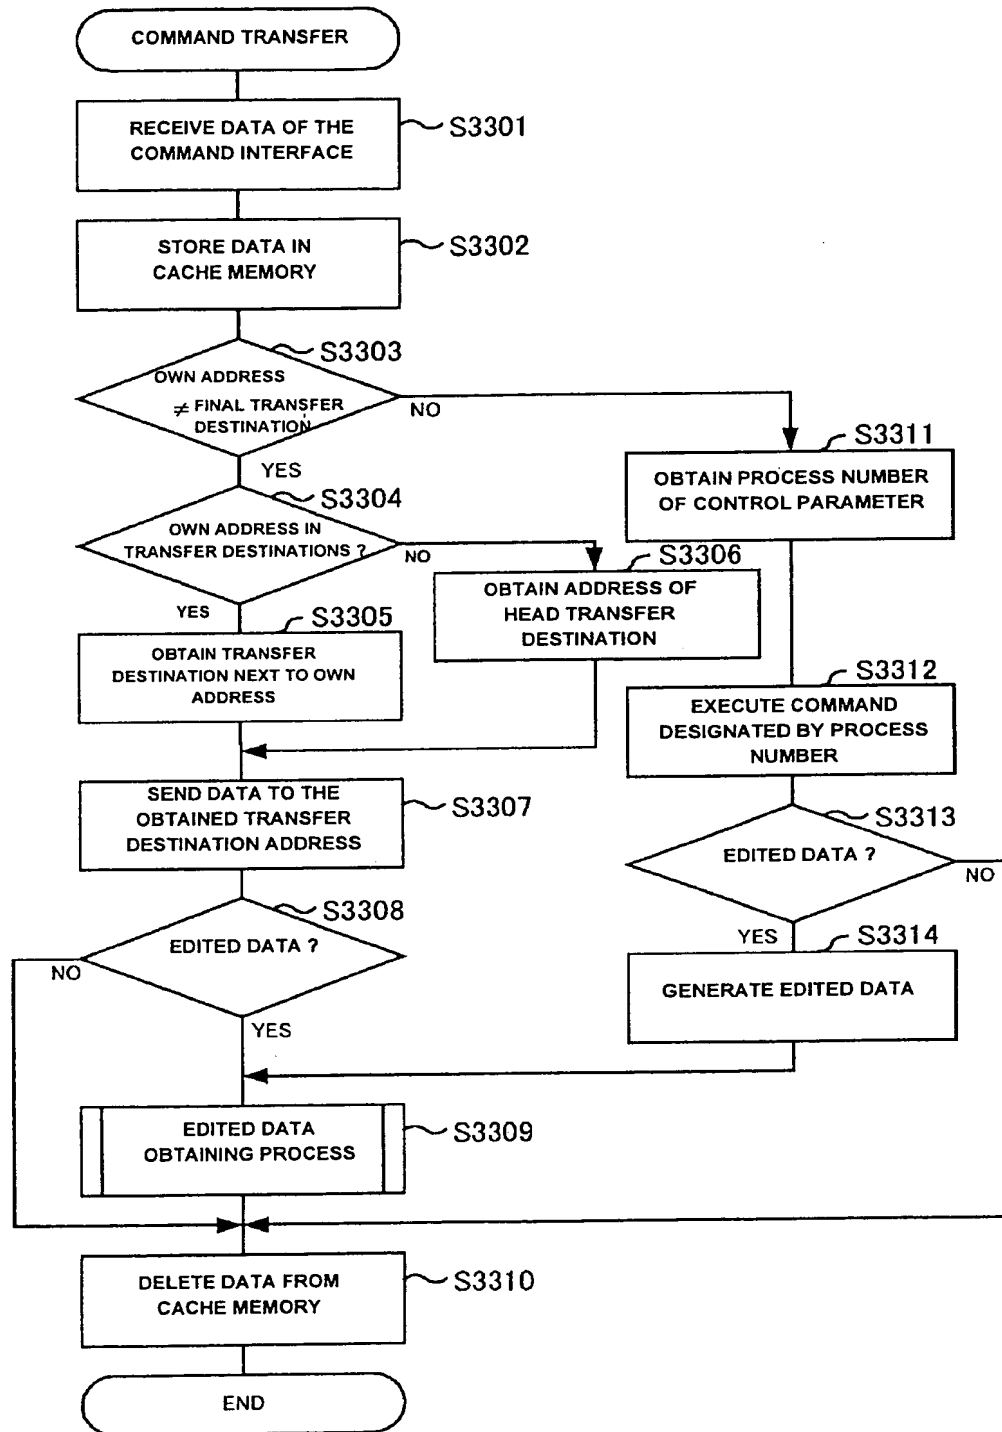 COMMAND TRANSFER
RECEIVE DATA OF THE
COMMAND INTERFACE
S3301
STORE DATA IN
CACHE MEMORY
S3302
S3303
OWN ADDRESS
≠ FINAL TRANSFER
DESTINATION
NO
YES
S3311
OBTAIN PROCESS NUMBER
OF CONTROL PARAMETER
S3304
OWN ADDRESS IN
TRANSFER DESTINATIONS ?
NO
YES
S3306
OBTAIN ADDRESS OF
HEAD TRANSFER
DESTINATION
S3305
OBTAIN TRANSFER
DESTINATION NEXT TO OWN
ADDRESS
S3312
EXECUTE COMMAND
DESIGNATED BY PROCESS
NUMBER
SEND DATA TO THE
OBTAINED TRANSFER
DESTINATION ADDRESS
S3307
S3313
EDITED DATA ?
NO
YES
S3308
EDITED DATA ?
NO
YES
S3314
GENERATE EDITED DATA
EDITED DATA
OBTAINING PROCESS
S3309
DELETE DATA FROM
CACHE MEMORY
S3310
END